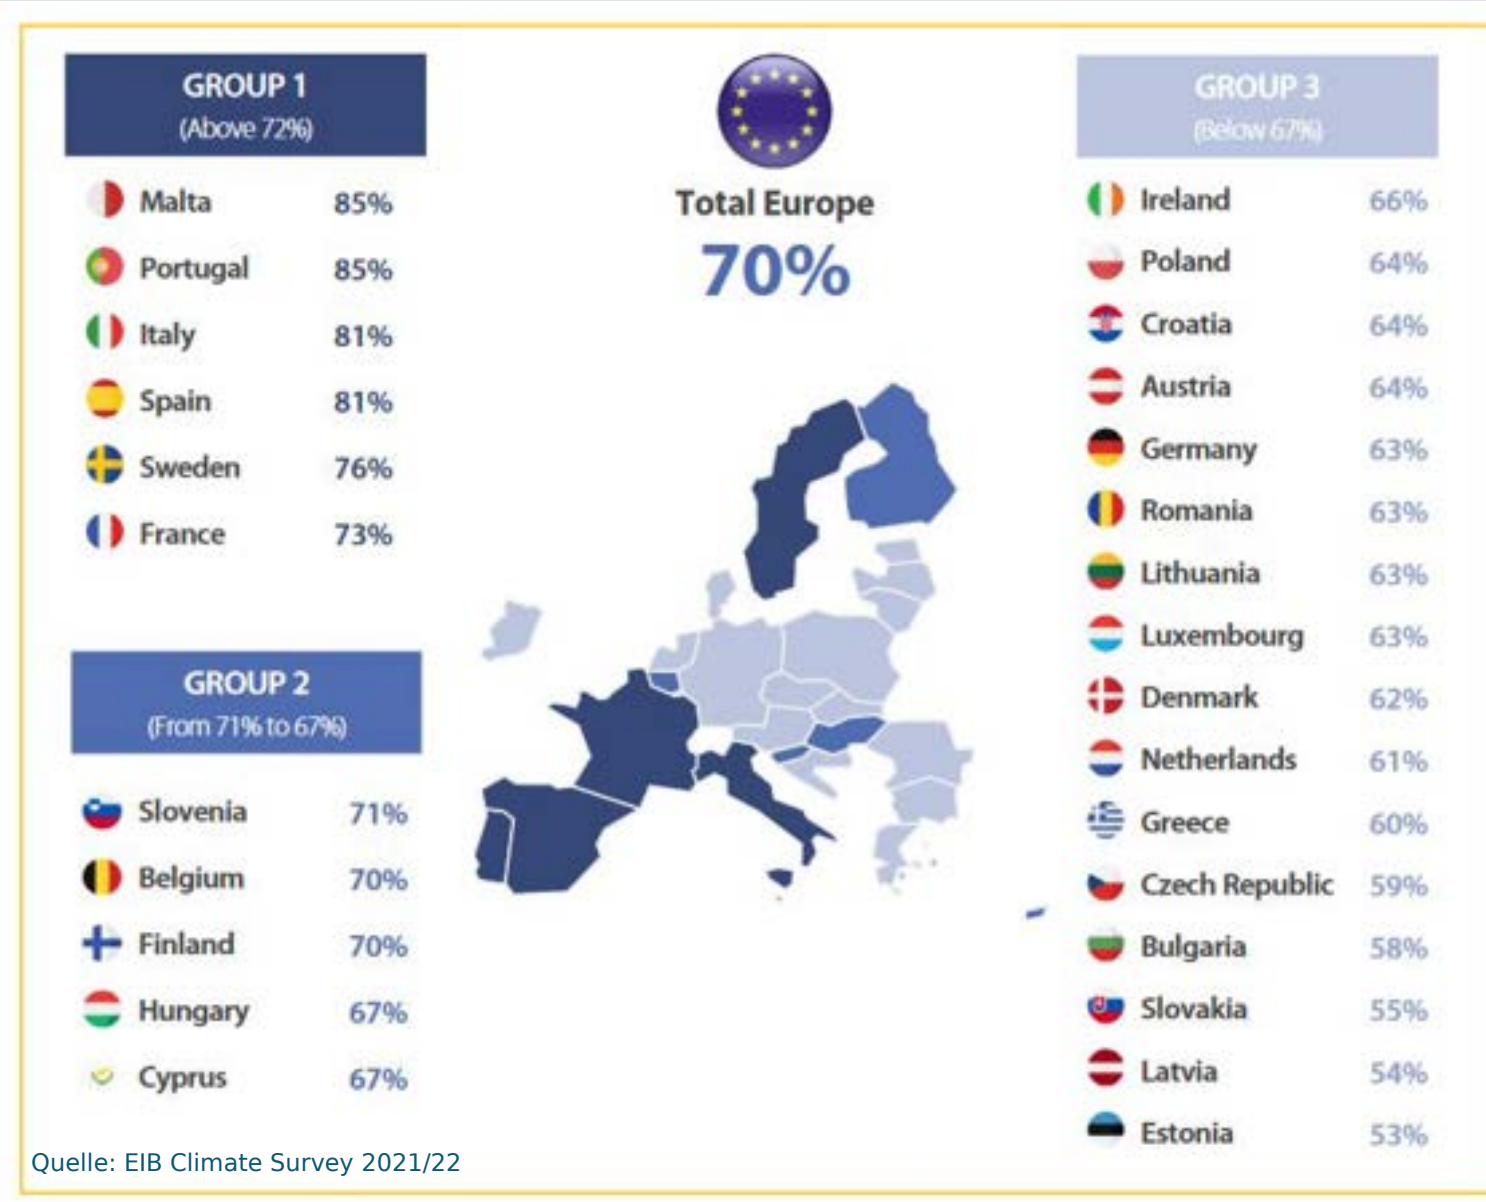 GROUP 1
(Above 72%)
Malta 85%
Portugal 85%
Italy 81%
Spain 81%
Sweden 76%
France 73%
GROUP 2
(From 71% to 67%)
Slovenia 71%
Belgium 70%
Finland 70%
Hungary 67%
Cyprus 67%
Total Europe
70%
GROUP 3
(Below 67%)
Ireland 66%
Poland 64%
Croatia 64%
Austria 64%
Germany 63%
Romania 63%
Lithuania 63%
Luxembourg 63%
Denmark 62%
Netherlands 61%
Greece 60%
Czech Republic 59%
Bulgaria 58%
Slovakia 55%
Latvia 54%
Estonia 53%
Quelle: EIB Climate Survey 2021/22